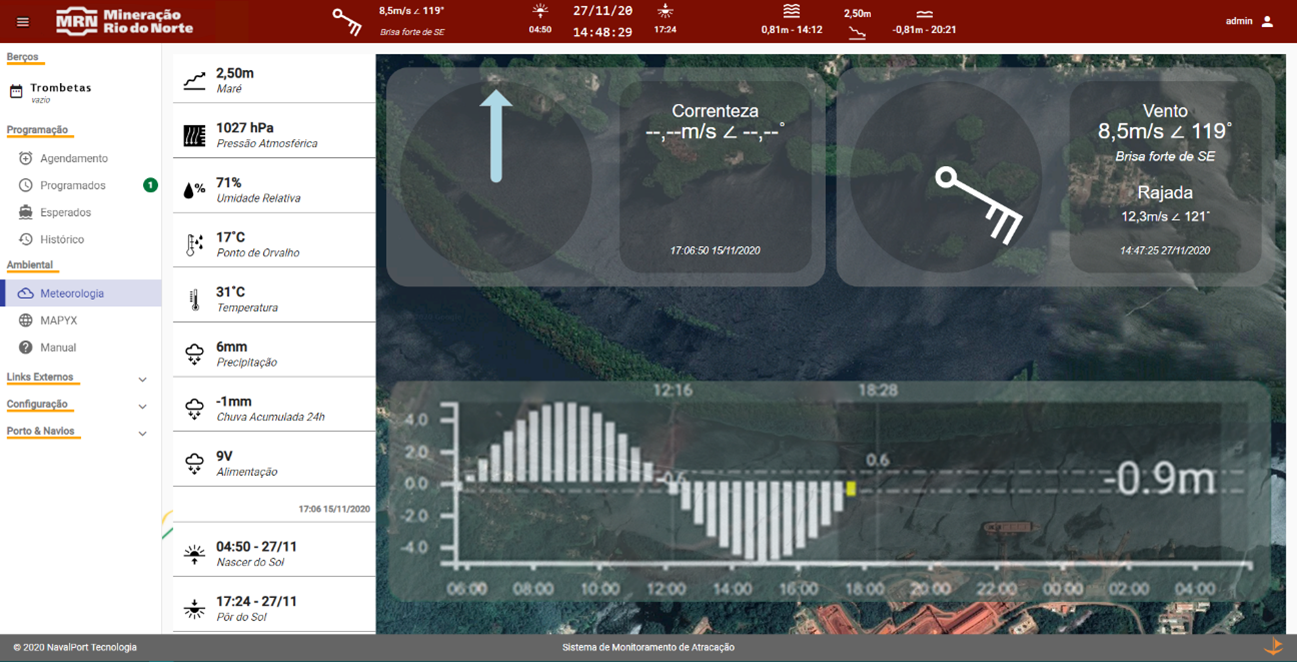 MRN Mineração
Rio do Norte
8,5m/s ∠ 119°
Brisa forte de SE
04:50
27/11/20
14:48:29
17:24
0,81m - 14:12
2,50m
-0,81m - 20:21
admin
Berços
Trombetas
vazio
Programação
Agendamento
Programados
1
Esperados
Histórico
Ambiental
Meteorologia
MAPYX
Manual
Links Externos
Configuração
Porto & Navios
2,50m
Maré
1027 hPa
Pressão Atmosférica
71%
Umidade Relativa
17°C
Ponto de Orvalho
31°C
Temperatura
6mm
Precipitação
-1mm
Chuva Acumulada 24h
9V
Alimentação
17:06 15/11/2020
04:50 - 27/11
Nascer do Sol
17:24 - 27/11
Pôr do Sol
Correnteza
--,--m/s ∠ --,--°
17:06:50 15/11/2020
Vento
8,5m/s ∠ 119°
Brisa forte de SE
Rajada
12,3m/s ∠ 121°
14:47:25 27/11/2020
12:16
18:28
4.0
2.0
0.0
-2.0
-4.0
-0.6
0.6
-0.9m
06:00 08:00 10:00 12:00 14:00 16:00 18:00 20:00 22:00 00:00 02:00 04:00
© 2020 NavalPort Tecnologia
Sistema de Monitoramento de Atracação